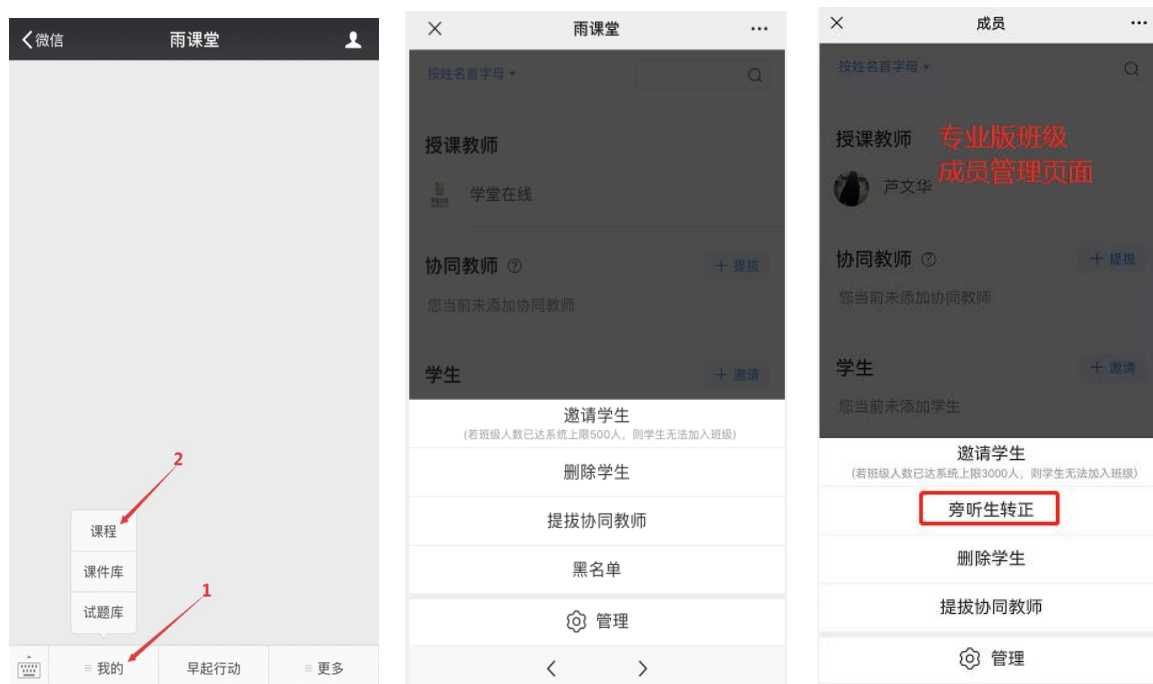 微信
雨课堂
2
课程
课件库
试题库
1
我的
早起行动
更多
雨课堂
按姓名首字母
授课教师
学堂在线
协同教师
+ 提拔
您当前未添加协同教师
学生
+ 邀请
邀请学生
(若班级人数已达系统上限500人，则学生无法加入班级)
删除学生
提拔协同教师
黑名单
管理
成员
按姓名首字母
授课教师
专业版班级
成员管理页面
芦文华
协同教师
+ 提拔
您当前未添加协同教师
学生
+ 邀请
您当前未添加学生
邀请学生
(若班级人数已达系统上限3000人，则学生无法加入班级)
旁听生转正
删除学生
提拔协同教师
管理